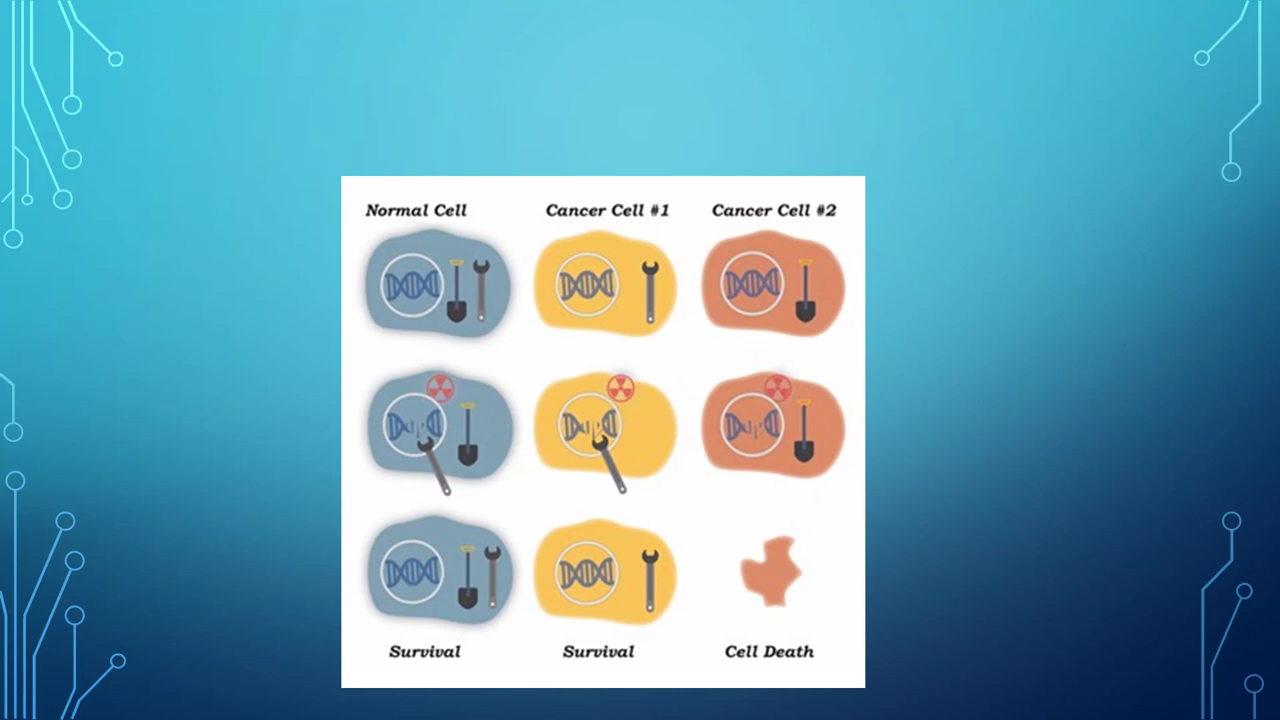 Normal Cell
Cancer Cell #1
Cancer Cell #2
Survival
Survival
Cell Death